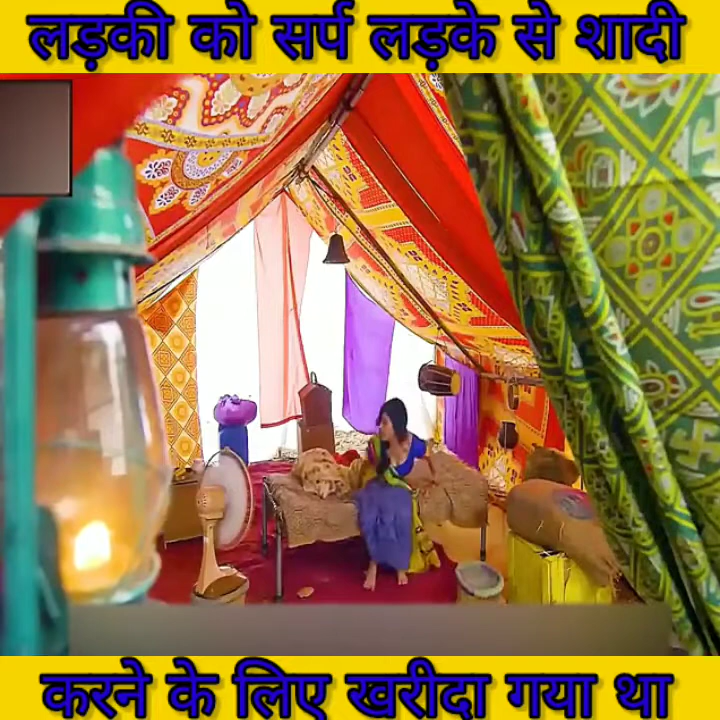 लड़की को सर्प लड़के से शादी
करने के लिए खरीदा गया था